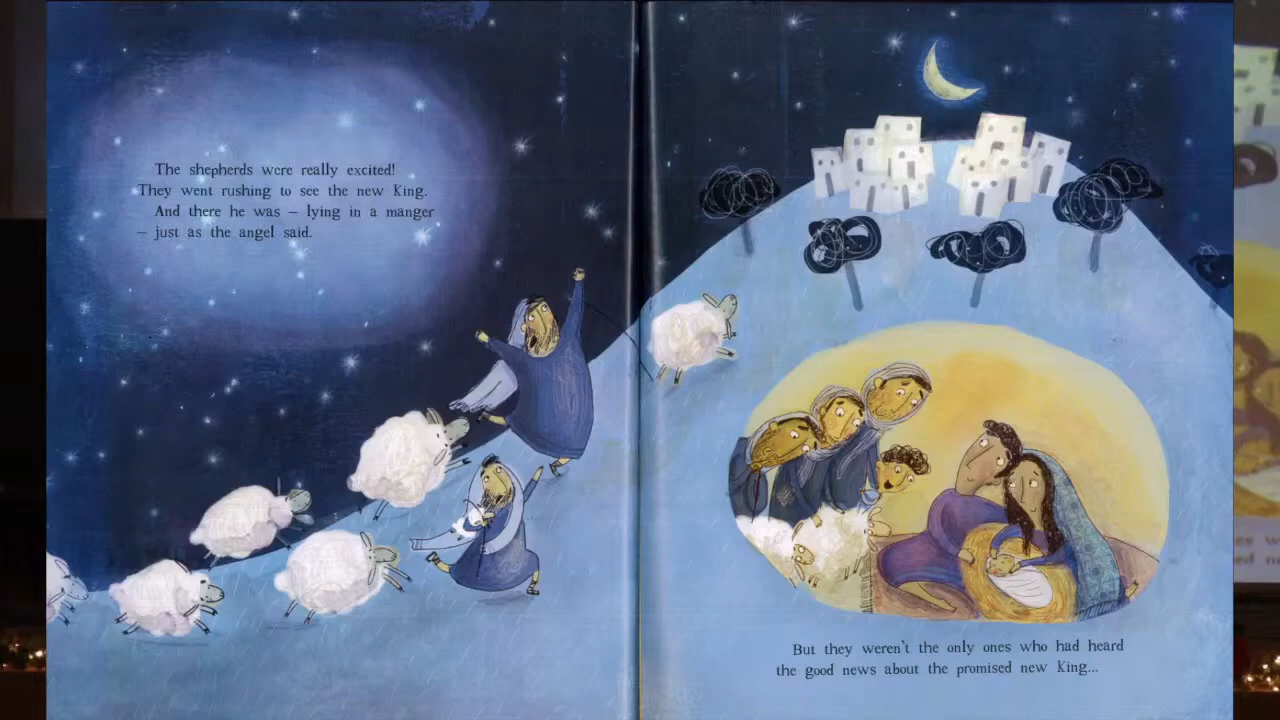 The shepherds were really excited!
They went rushing to see the new King.
And there he was – lying in a manger
– just as the angel said.
But they weren't the only ones who had heard
the good news about the promised new King...